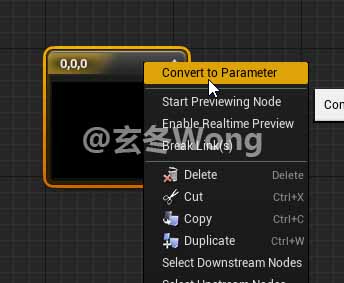 0,0,0
Convert to Parameter
Con
Start Previewing Node
Enable Realtime Preview
@玄冬Wong
Break Link(s)
Delete Delete
Cut Ctrl+X
Copy Ctrl+C
Duplicate Ctrl+W
Select Downstream Nodes
Select Upstream Nodes